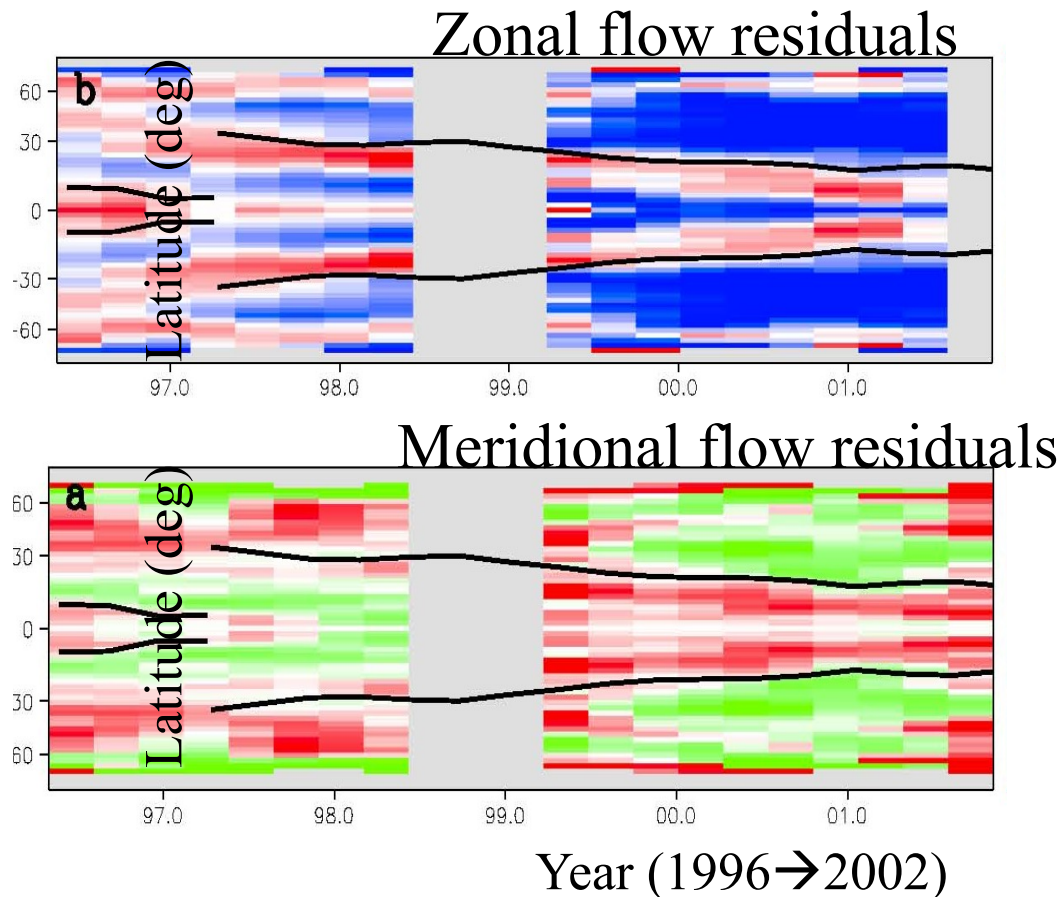 Zonal flow residuals
b
Latitude (deg)
60
30
0
-30
-60
97.0
98.0
99.0
00.0
01.0
Meridional flow residuals
a
Latitude (deg)
60
30
0
30
60
97.0
98.0
99.0
00.0
01.0
Year (1996→2002)